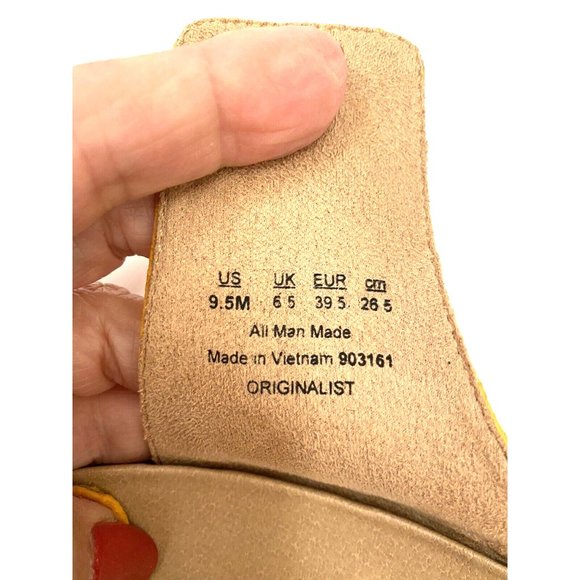 US UK EUR cm
9.5M 6 5 39 5 26 5
All Man Made
Made in Vietnam 903161
ORIGINALIST